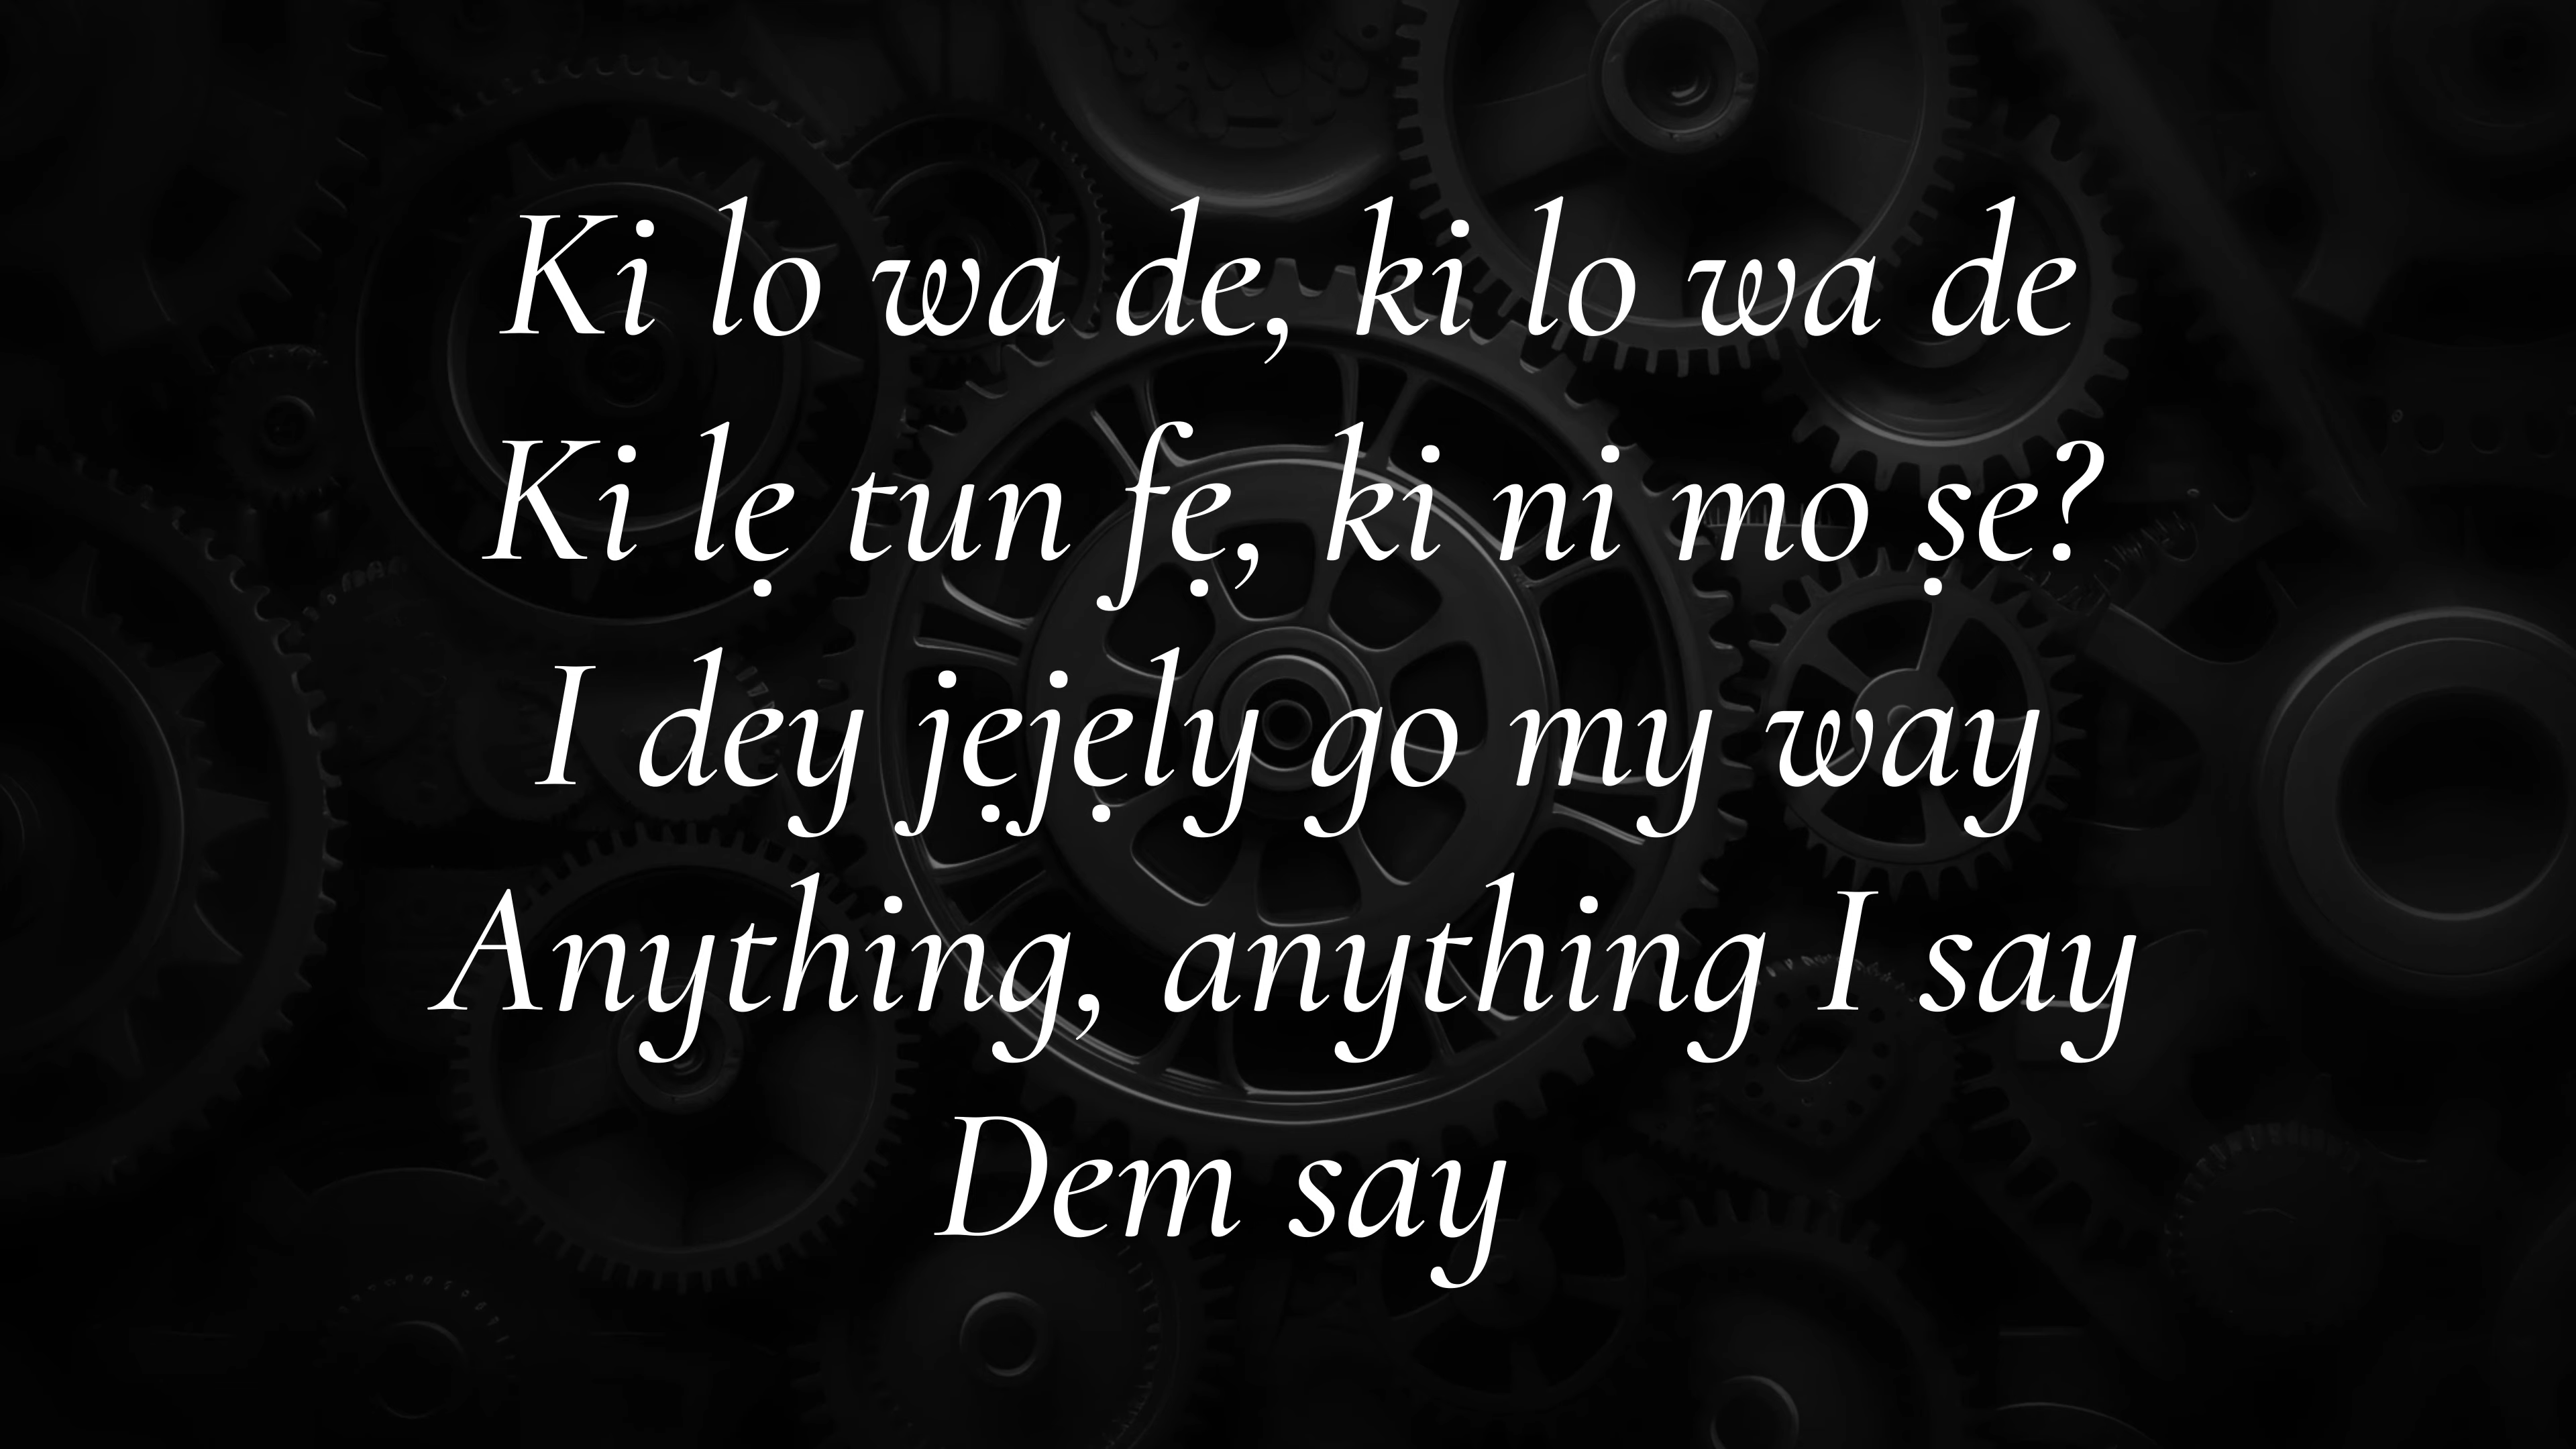 Ki lo wa de, ki lo wa de
Ki lẹ tun fẹ, ki ni mo ṣe?
I dey jẹjẹly go my way
Anything, anything I say
Dem say